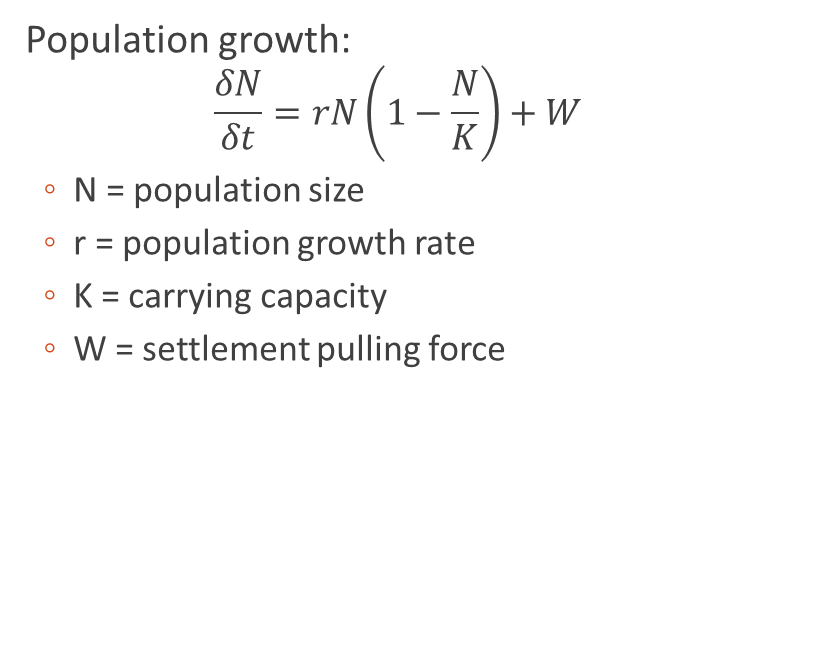 Population growth:
δN/δt = rN(1 − N/K) + W
◦ N = population size
◦ r = population growth rate
◦ K = carrying capacity
◦ W = settlement pulling force